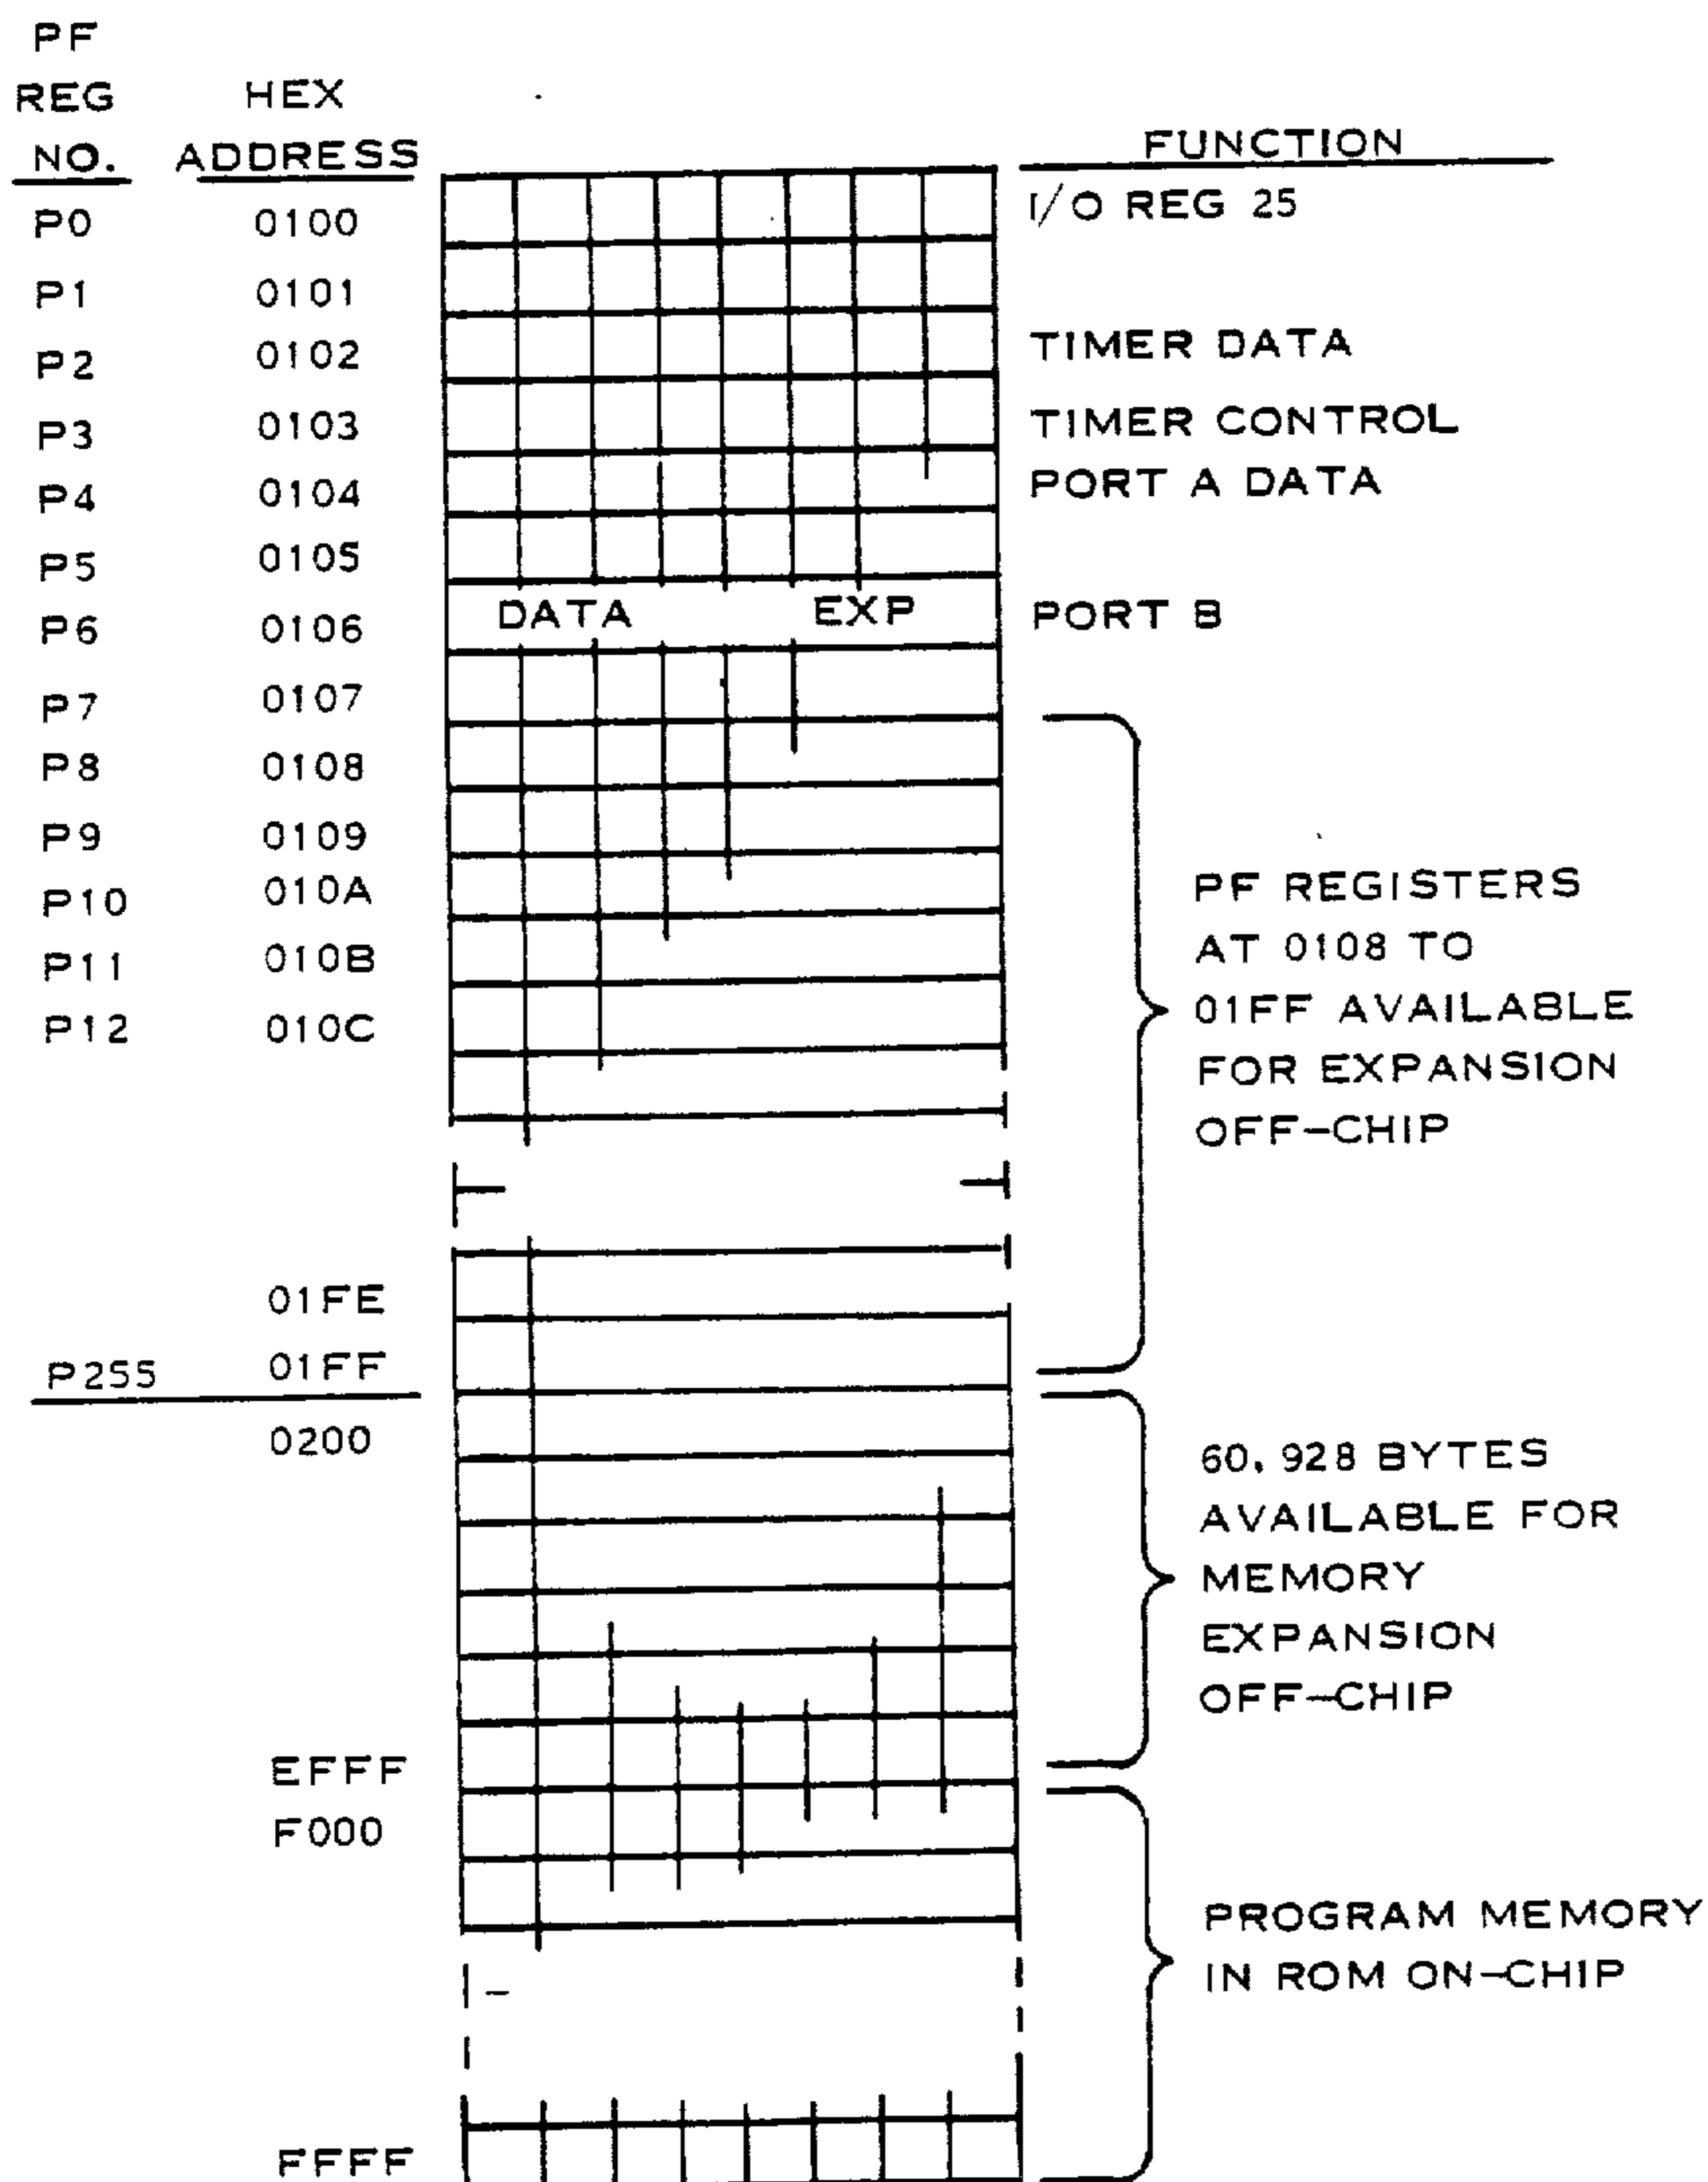 PF
REG HEX
NO. ADDRESS FUNCTION
P0 0100 I/O REG 25
P1 0101
P2 0102 TIMER DATA
P3 0103 TIMER CONTROL
P4 0104 PORT A DATA
P5 0105
P6 0106 DATA EXP PORT B
P7 0107
P8 0108
P9 0109
P10 010A
P11 010B
P12 010C
PF REGISTERS
AT 0108 TO
01FF AVAILABLE
FOR EXPANSION
OFF-CHIP
01FE
P255 01FF
0200
60,928 BYTES
AVAILABLE FOR
MEMORY
EXPANSION
OFF-CHIP
EFFF
F000
PROGRAM MEMORY
IN ROM ON-CHIP
FFFF